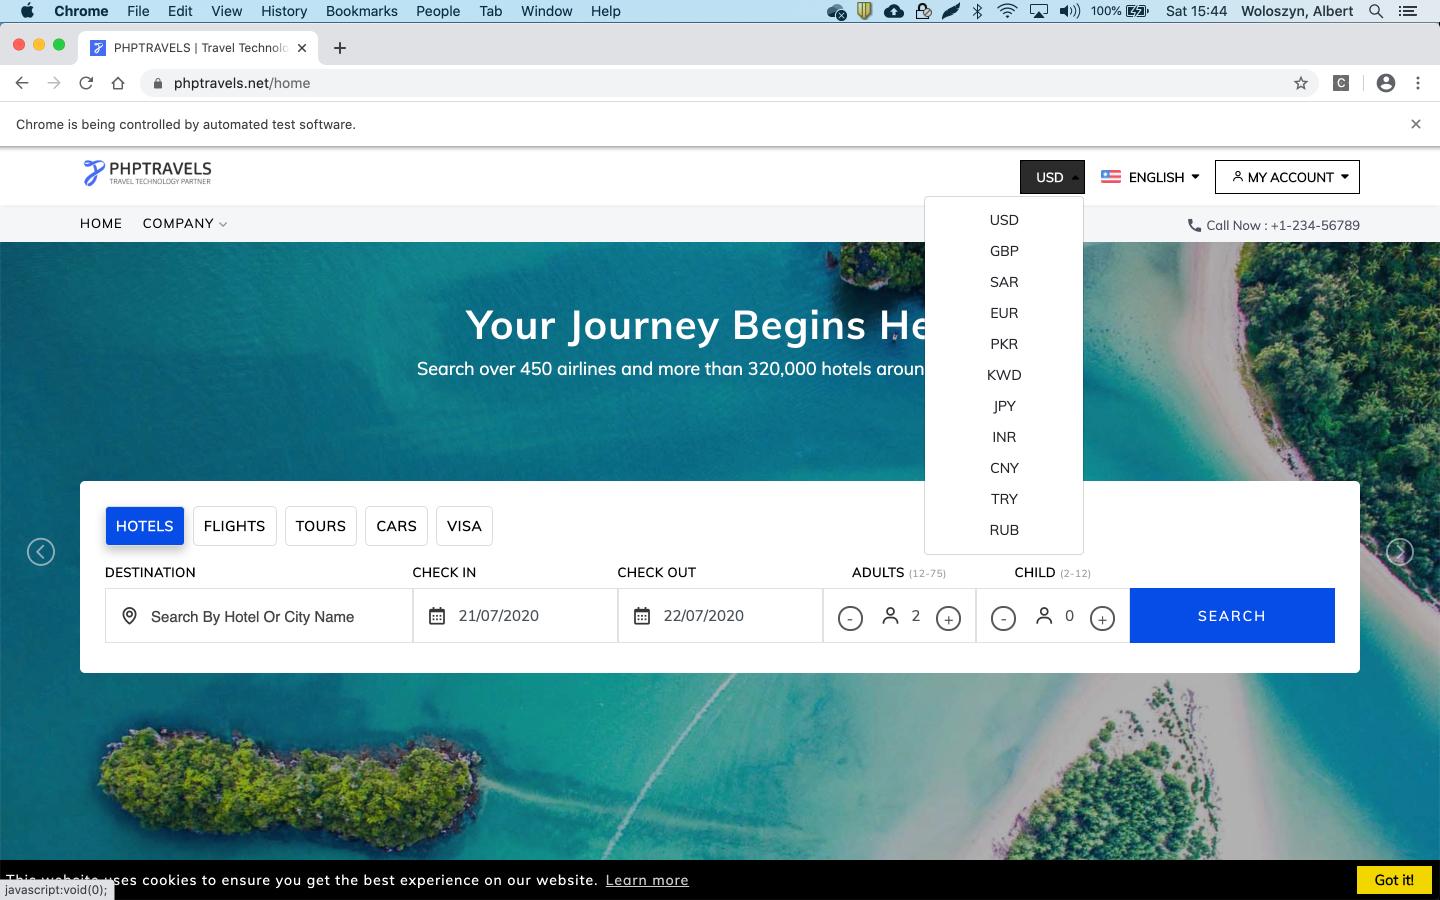 Chrome File Edit View History Bookmarks People Tab Window Help 100% Sat 15:44 Woloszyn, Albert
PHPTRAVELS | Travel Technolo
phptravels.net/home
C
Chrome is being controlled by automated test software.
PHPTRAVELS
TRAVEL TECHNOLOGY PARTNER
USD ENGLISH MY ACCOUNT
HOME COMPANY
Call Now : +1-234-56789
USD
GBP
SAR
EUR
PKR
KWD
JPY
INR
CNY
TRY
RUB
Your Journey Begins He
Search over 450 airlines and more than 320,000 hotels aroun
HOTELS FLIGHTS TOURS CARS VISA
DESTINATION CHECK IN CHECK OUT ADULTS (12-75) CHILD (2-12)
Search By Hotel Or City Name 21/07/2020 22/07/2020 - 2 + - 0 + SEARCH
This website uses cookies to ensure you get the best experience on our website. Learn more Got it!
javascript:void(0);